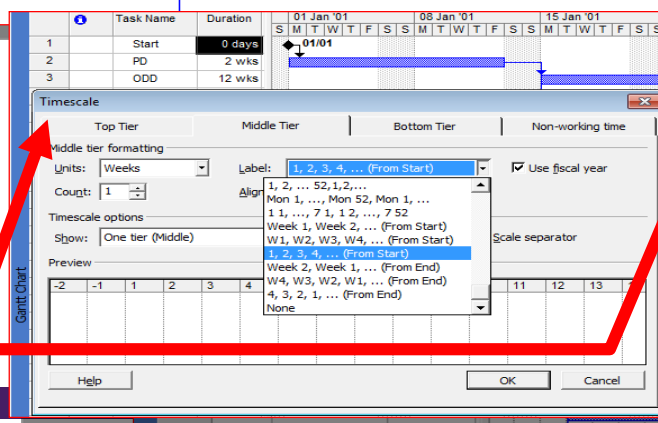 Task Name Duration 01 Jan '01 08 Jan '01 15 Jan '01
S M T W T F S S M T W T F S S M T W T F S S
1 Start 0 days 01/01
2 PD 2 wks
3 ODD 12 wks
Timescale
Top Tier Middle Tier Bottom Tier Non-working time
Middle tier formatting
Units: Weeks Label: 1, 2, 3, 4, ... (From Start) Use fiscal year
Count: 1 Align
1, 2, ... 52,1,2,...
Mon 1, ..., Mon 52, Mon 1, ...
1 1, ..., 7 1, 1 2, ..., 7 52
Timescale options
Week 1, Week 2, ... (From Start)
Show: One tier (Middle) W1, W2, W3, W4, ... (From Start) Scale separator
1, 2, 3, 4, ... (From Start)
Preview
Week 2, Week 1, ... (From End)
-2 -1 1 2 3 4 W4, W3, W2, W1, ... (From End) 11 12 13
4, 3, 2, 1, ... (From End)
None
Gantt Chart
Help OK Cancel